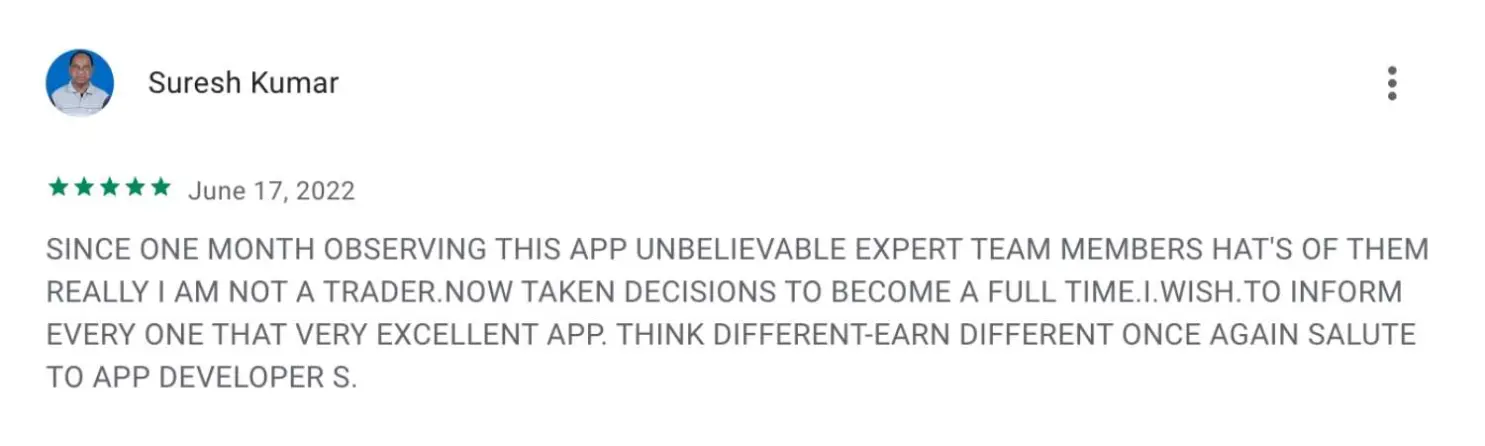 Suresh Kumar
June 17, 2022
SINCE ONE MONTH OBSERVING THIS APP UNBELIEVABLE EXPERT TEAM MEMBERS HAT'S OF THEM
REALLY I AM NOT A TRADER.NOW TAKEN DECISIONS TO BECOME A FULL TIME.I.WISH.TO INFORM
EVERY ONE THAT VERY EXCELLENT APP. THINK DIFFERENT-EARN DIFFERENT ONCE AGAIN SALUTE
TO APP DEVELOPER S.